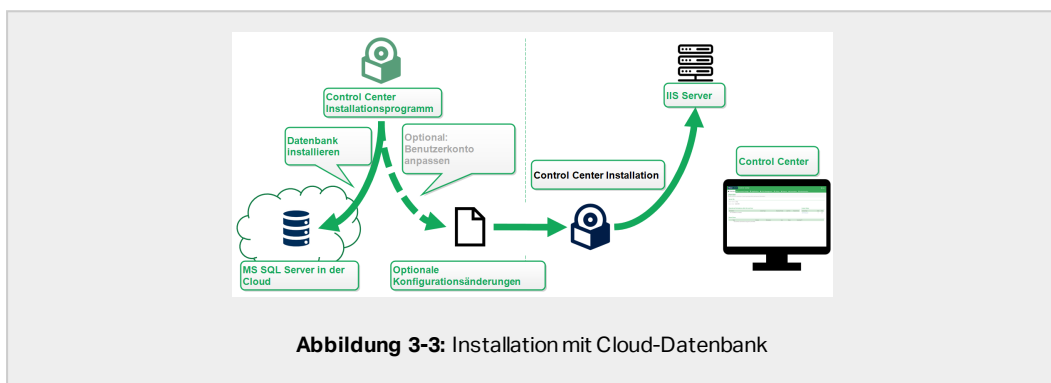 Control Center
Installationsprogramm
IIS Server
Datenbank
installieren
Optional:
Benutzerkonto
anpassen
Control Center Installation
Control Center
MS SQL Server in der
Cloud
Optionale
Konfigurationsänderungen
Abbildung 3-3: Installation mit Cloud-Datenbank